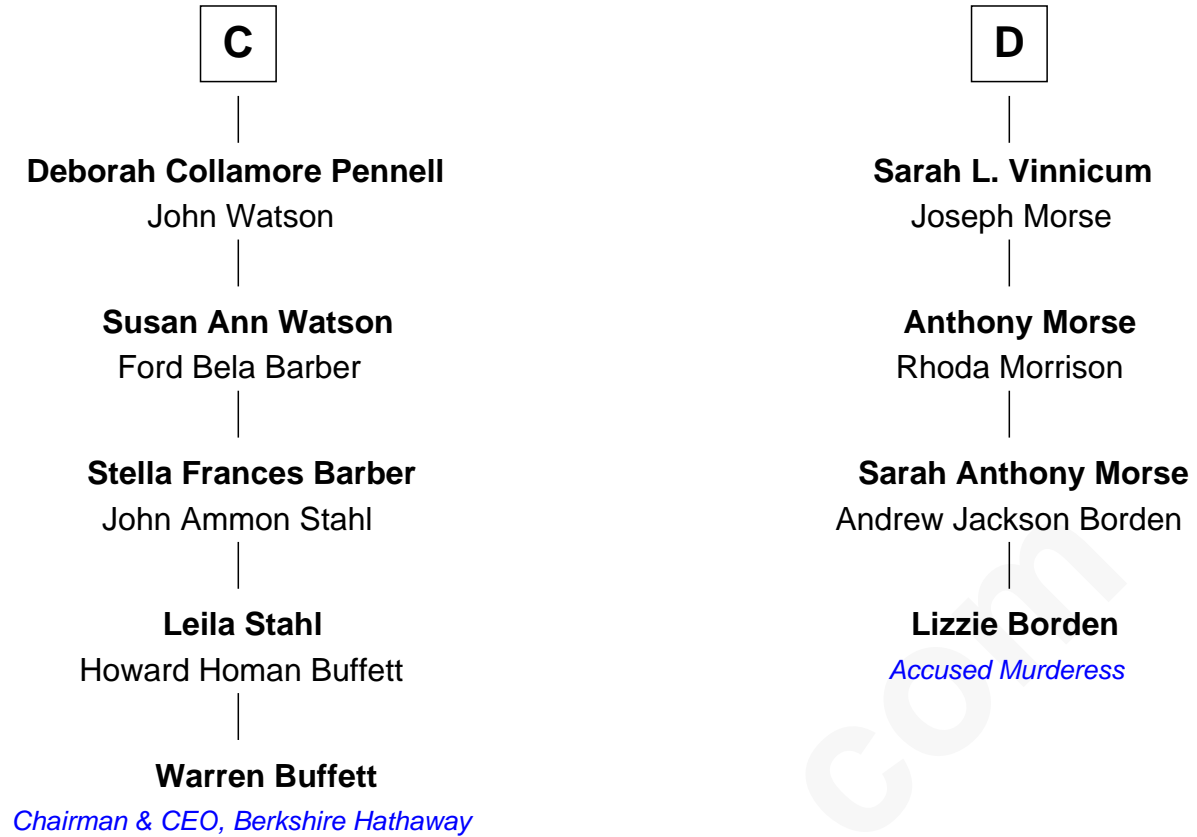 C
Deborah Collamore Pennell
John Watson
Susan Ann Watson
Ford Bela Barber
Stella Frances Barber
John Ammon Stahl
Leila Stahl
Howard Homan Buffett
Warren Buffett
Chairman & CEO, Berkshire Hathaway
D
Sarah L. Vinnicum
Joseph Morse
Anthony Morse
Rhoda Morrison
Sarah Anthony Morse
Andrew Jackson Borden
Lizzie Borden
Accused Murderess
com